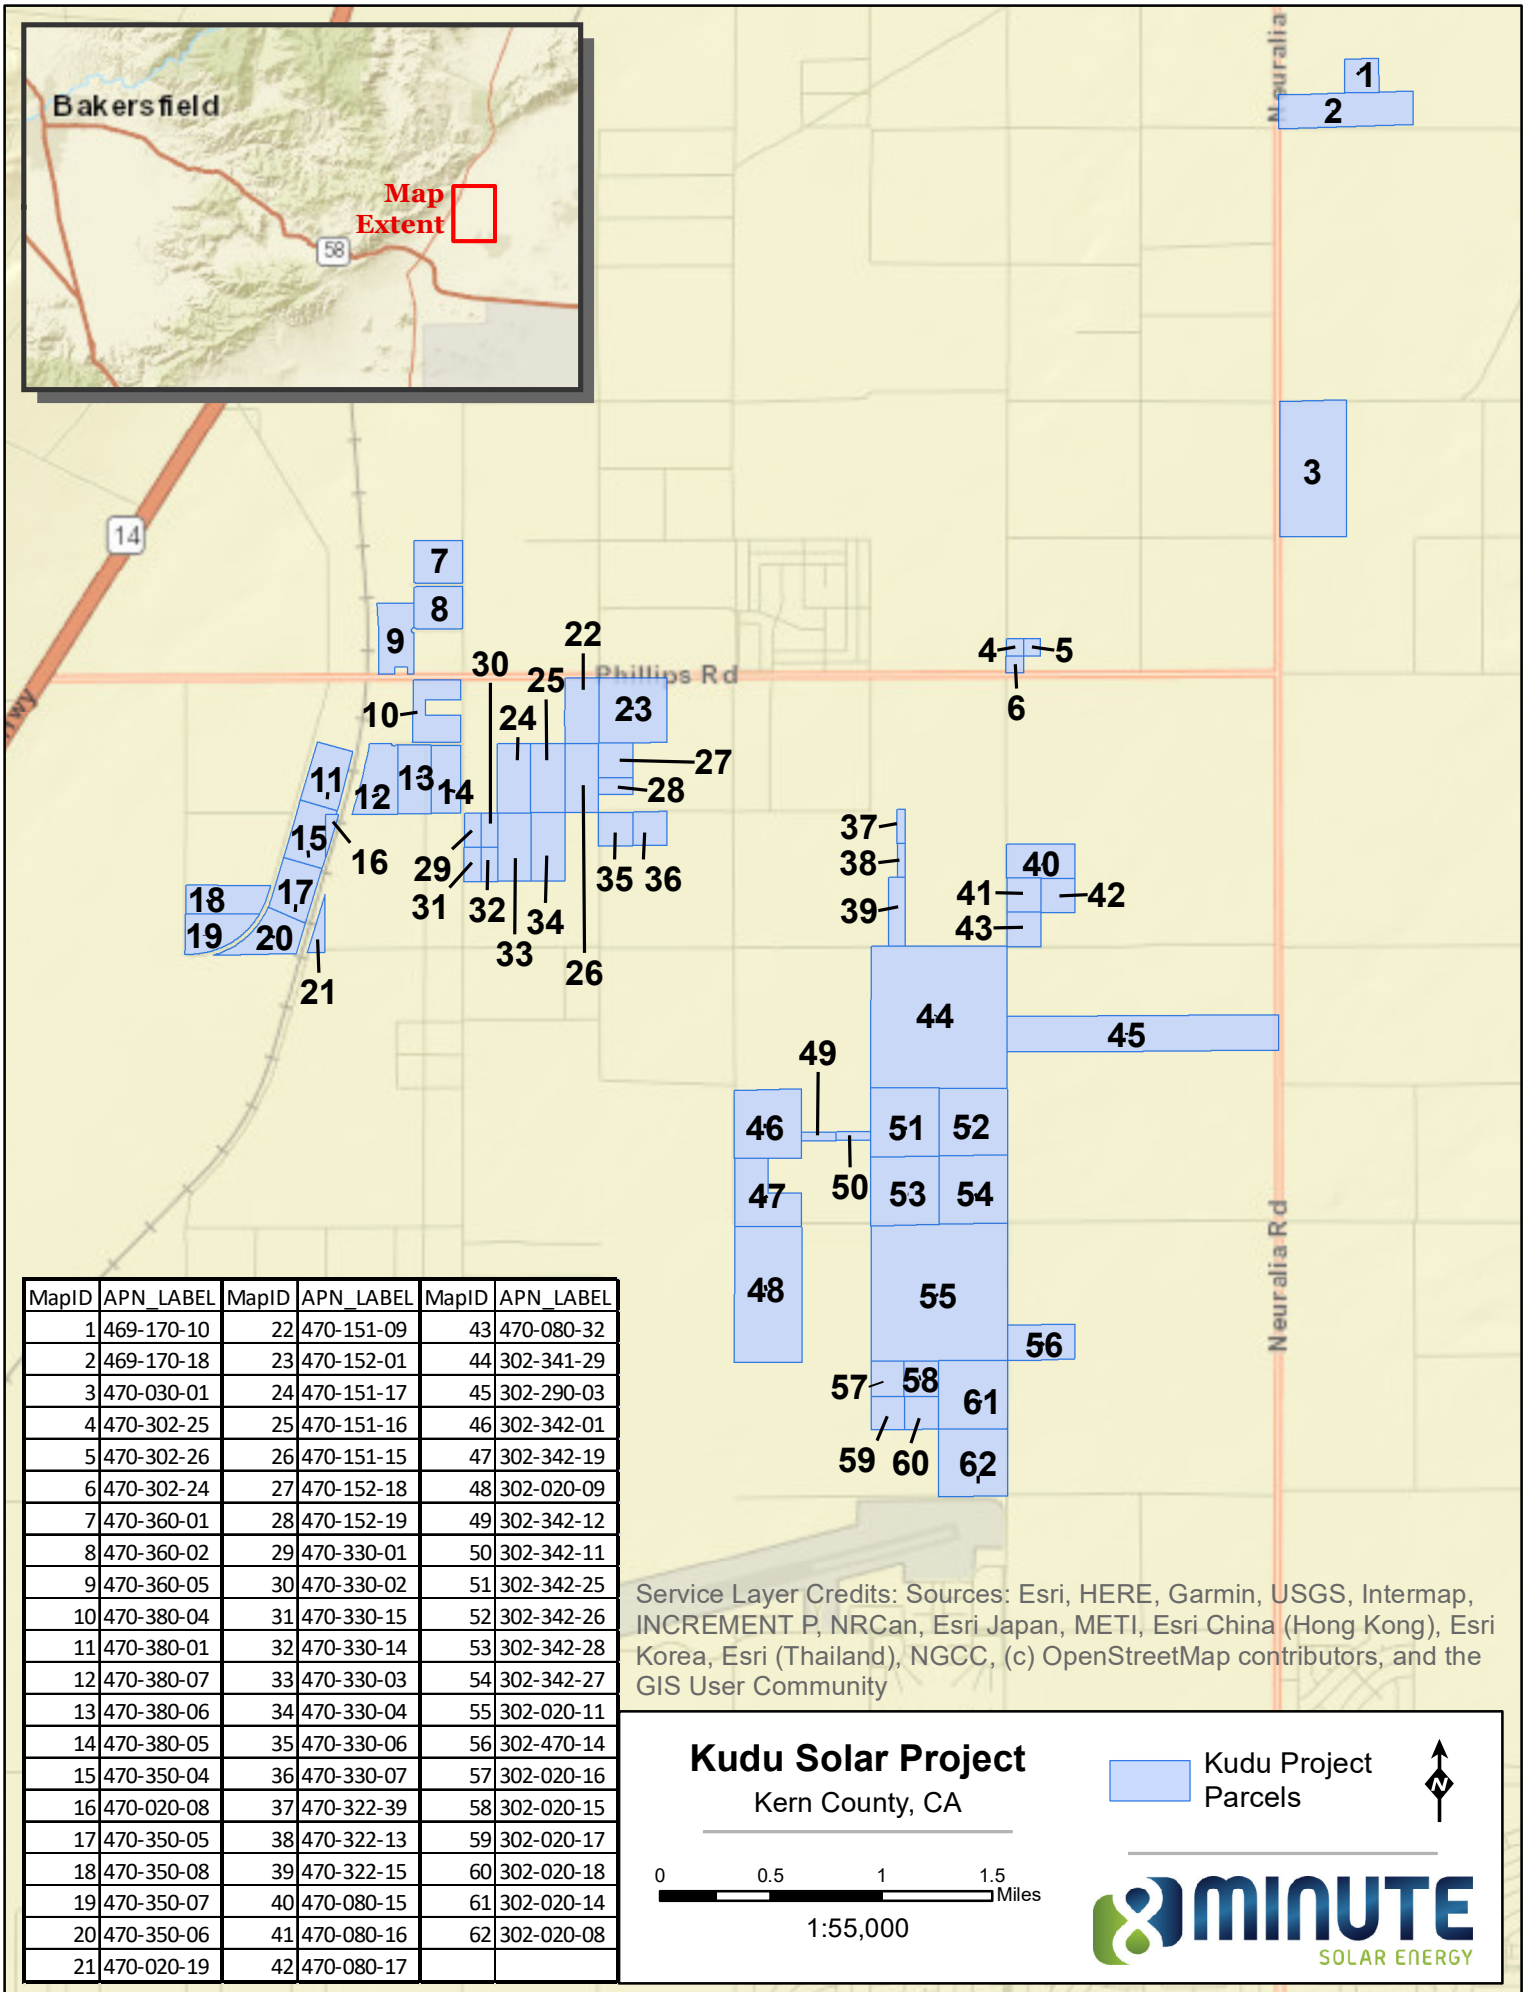 Bakersfield
Map
Extent
58
14
Hwy
Neuralia
Phillips Rd
Neuralia Rd
1
2
3
4
5
6
7
8
9
10
11
12
13
14
15
16
17
18
19
20
21
22
23
24
25
26
27
28
29
30
31
32
33
34
35
36
37
38
39
40
41
42
43
44
45
46
47
48
49
50
51
52
53
54
55
56
57
58
59
60
61
62
MapID APN_LABEL MapID APN_LABEL MapID APN_LABEL
1 469-170-10 22 470-151-09 43 470-080-32
2 469-170-18 23 470-152-01 44 302-341-29
3 470-030-01 24 470-151-17 45 302-290-03
4 470-302-25 25 470-151-16 46 302-342-01
5 470-302-26 26 470-151-15 47 302-342-19
6 470-302-24 27 470-152-18 48 302-020-09
7 470-360-01 28 470-152-19 49 302-342-12
8 470-360-02 29 470-330-01 50 302-342-11
9 470-360-05 30 470-330-02 51 302-342-25
10 470-380-04 31 470-330-15 52 302-342-26
11 470-380-01 32 470-330-14 53 302-342-28
12 470-380-07 33 470-330-03 54 302-342-27
13 470-380-06 34 470-330-04 55 302-020-11
14 470-380-05 35 470-330-06 56 302-470-14
15 470-350-04 36 470-330-07 57 302-020-16
16 470-020-08 37 470-322-39 58 302-020-15
17 470-350-05 38 470-322-13 59 302-020-17
18 470-350-08 39 470-322-15 60 302-020-18
19 470-350-07 40 470-080-15 61 302-020-14
20 470-350-06 41 470-080-16 62 302-020-08
21 470-020-19 42 470-080-17
Service Layer Credits: Sources: Esri, HERE, Garmin, USGS, Intermap,
INCREMENT P, NRCan, Esri Japan, METI, Esri China (Hong Kong), Esri
Korea, Esri (Thailand), NGCC, (c) OpenStreetMap contributors, and the
GIS User Community
Kudu Solar Project
Kern County, CA
0 0.5 1 1.5
Miles
1:55,000
Kudu Project
Parcels
N
8MINUTE
SOLAR ENERGY